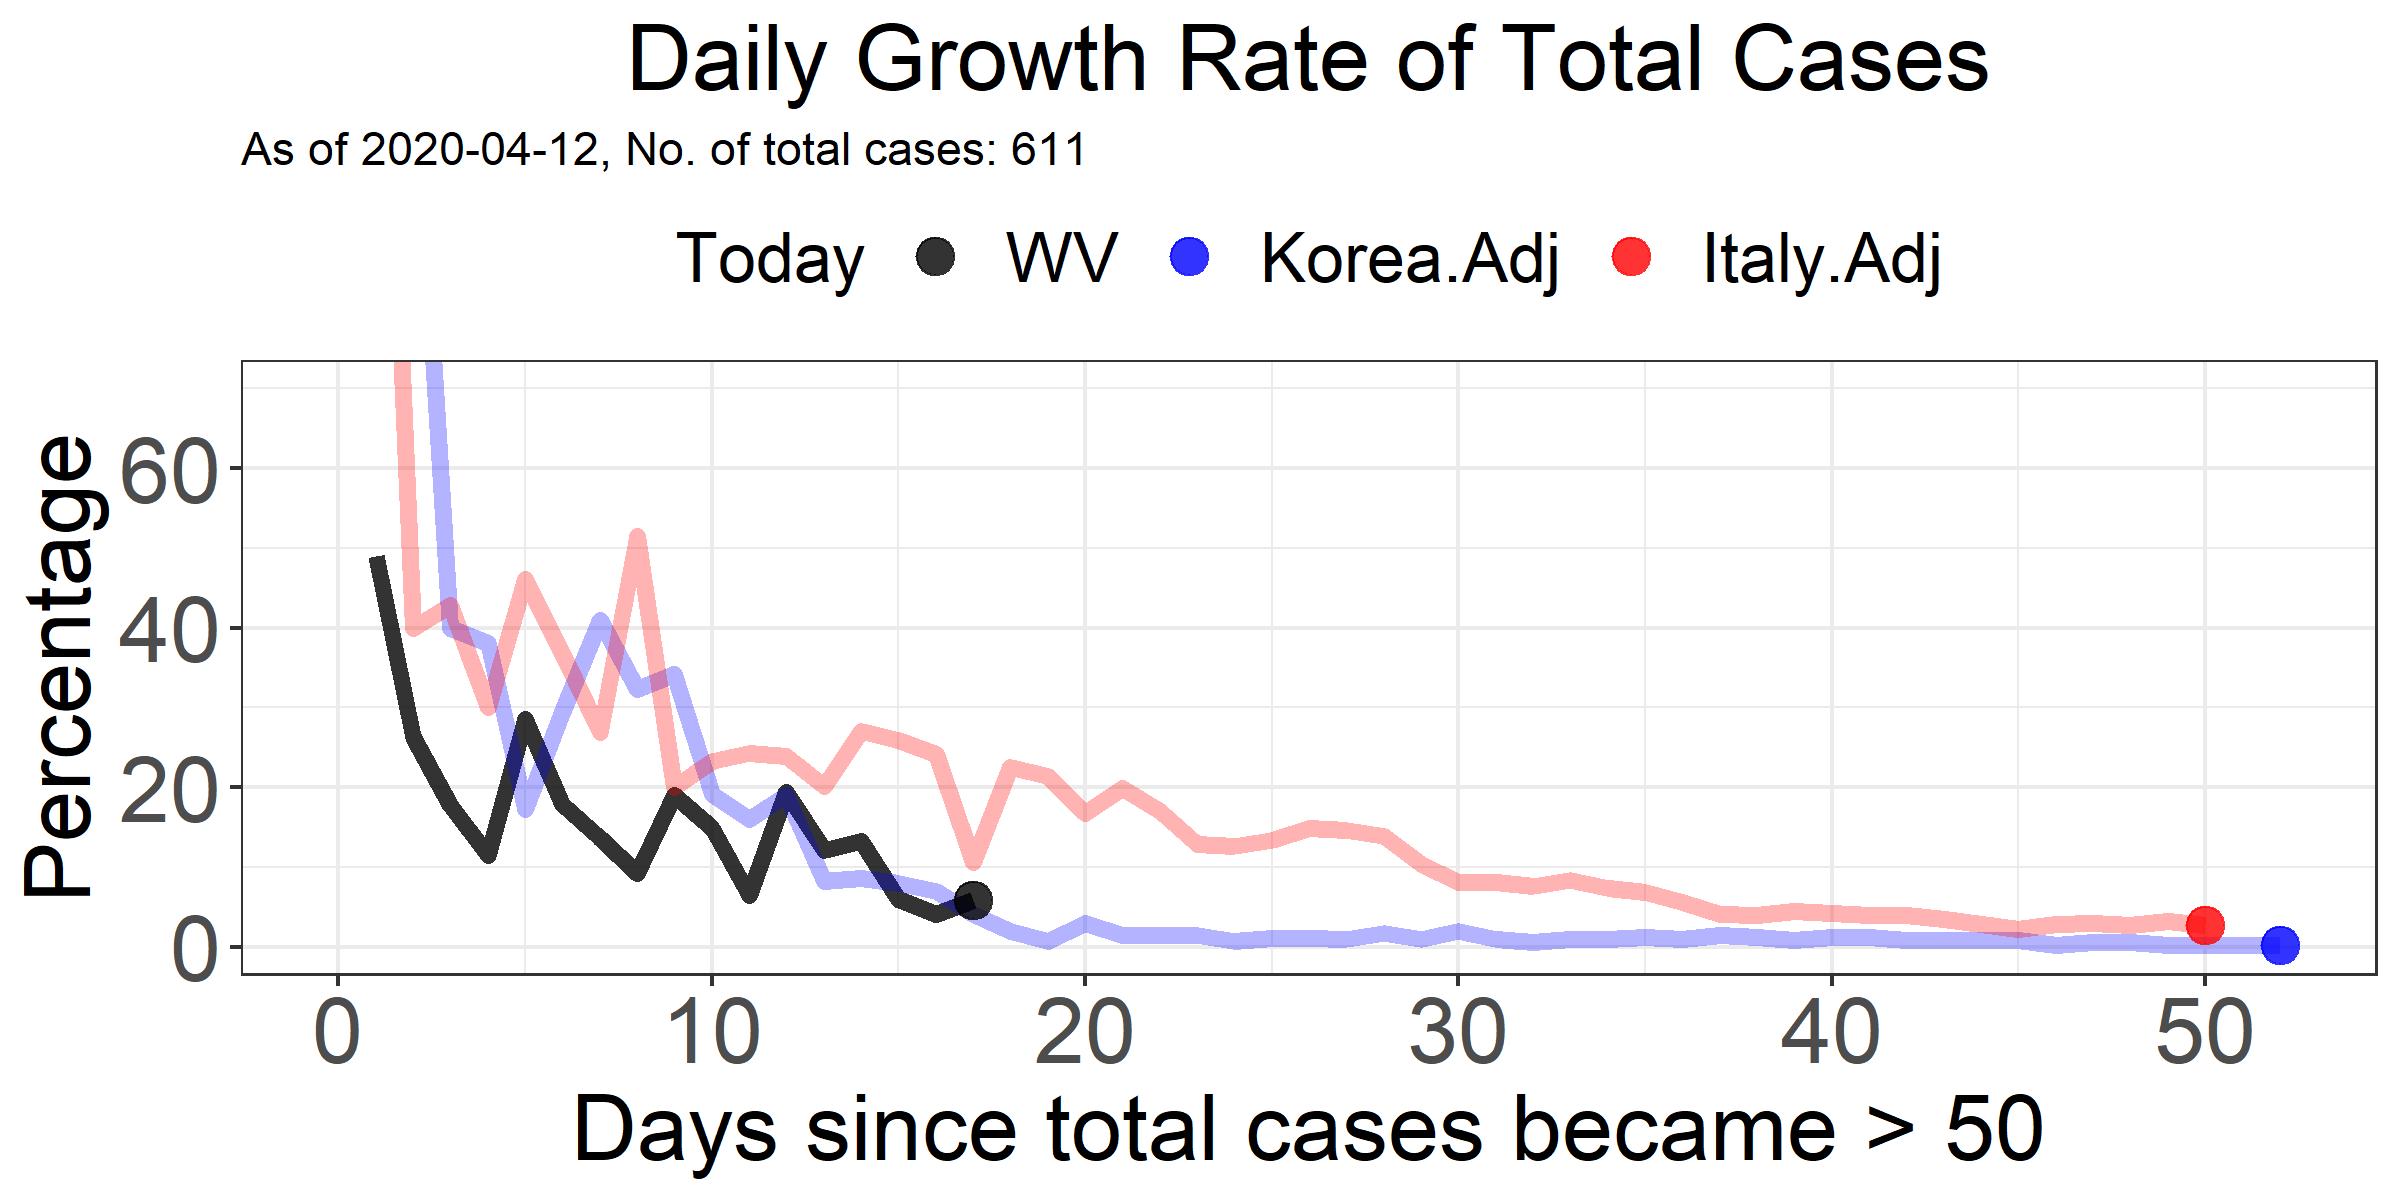 Daily Growth Rate of Total Cases
As of 2020-04-12, No. of total cases: 611
Today WV Korea.Adj Italy.Adj
Percentage
60
40
20
0
0 10 20 30 40 50
Days since total cases became > 50